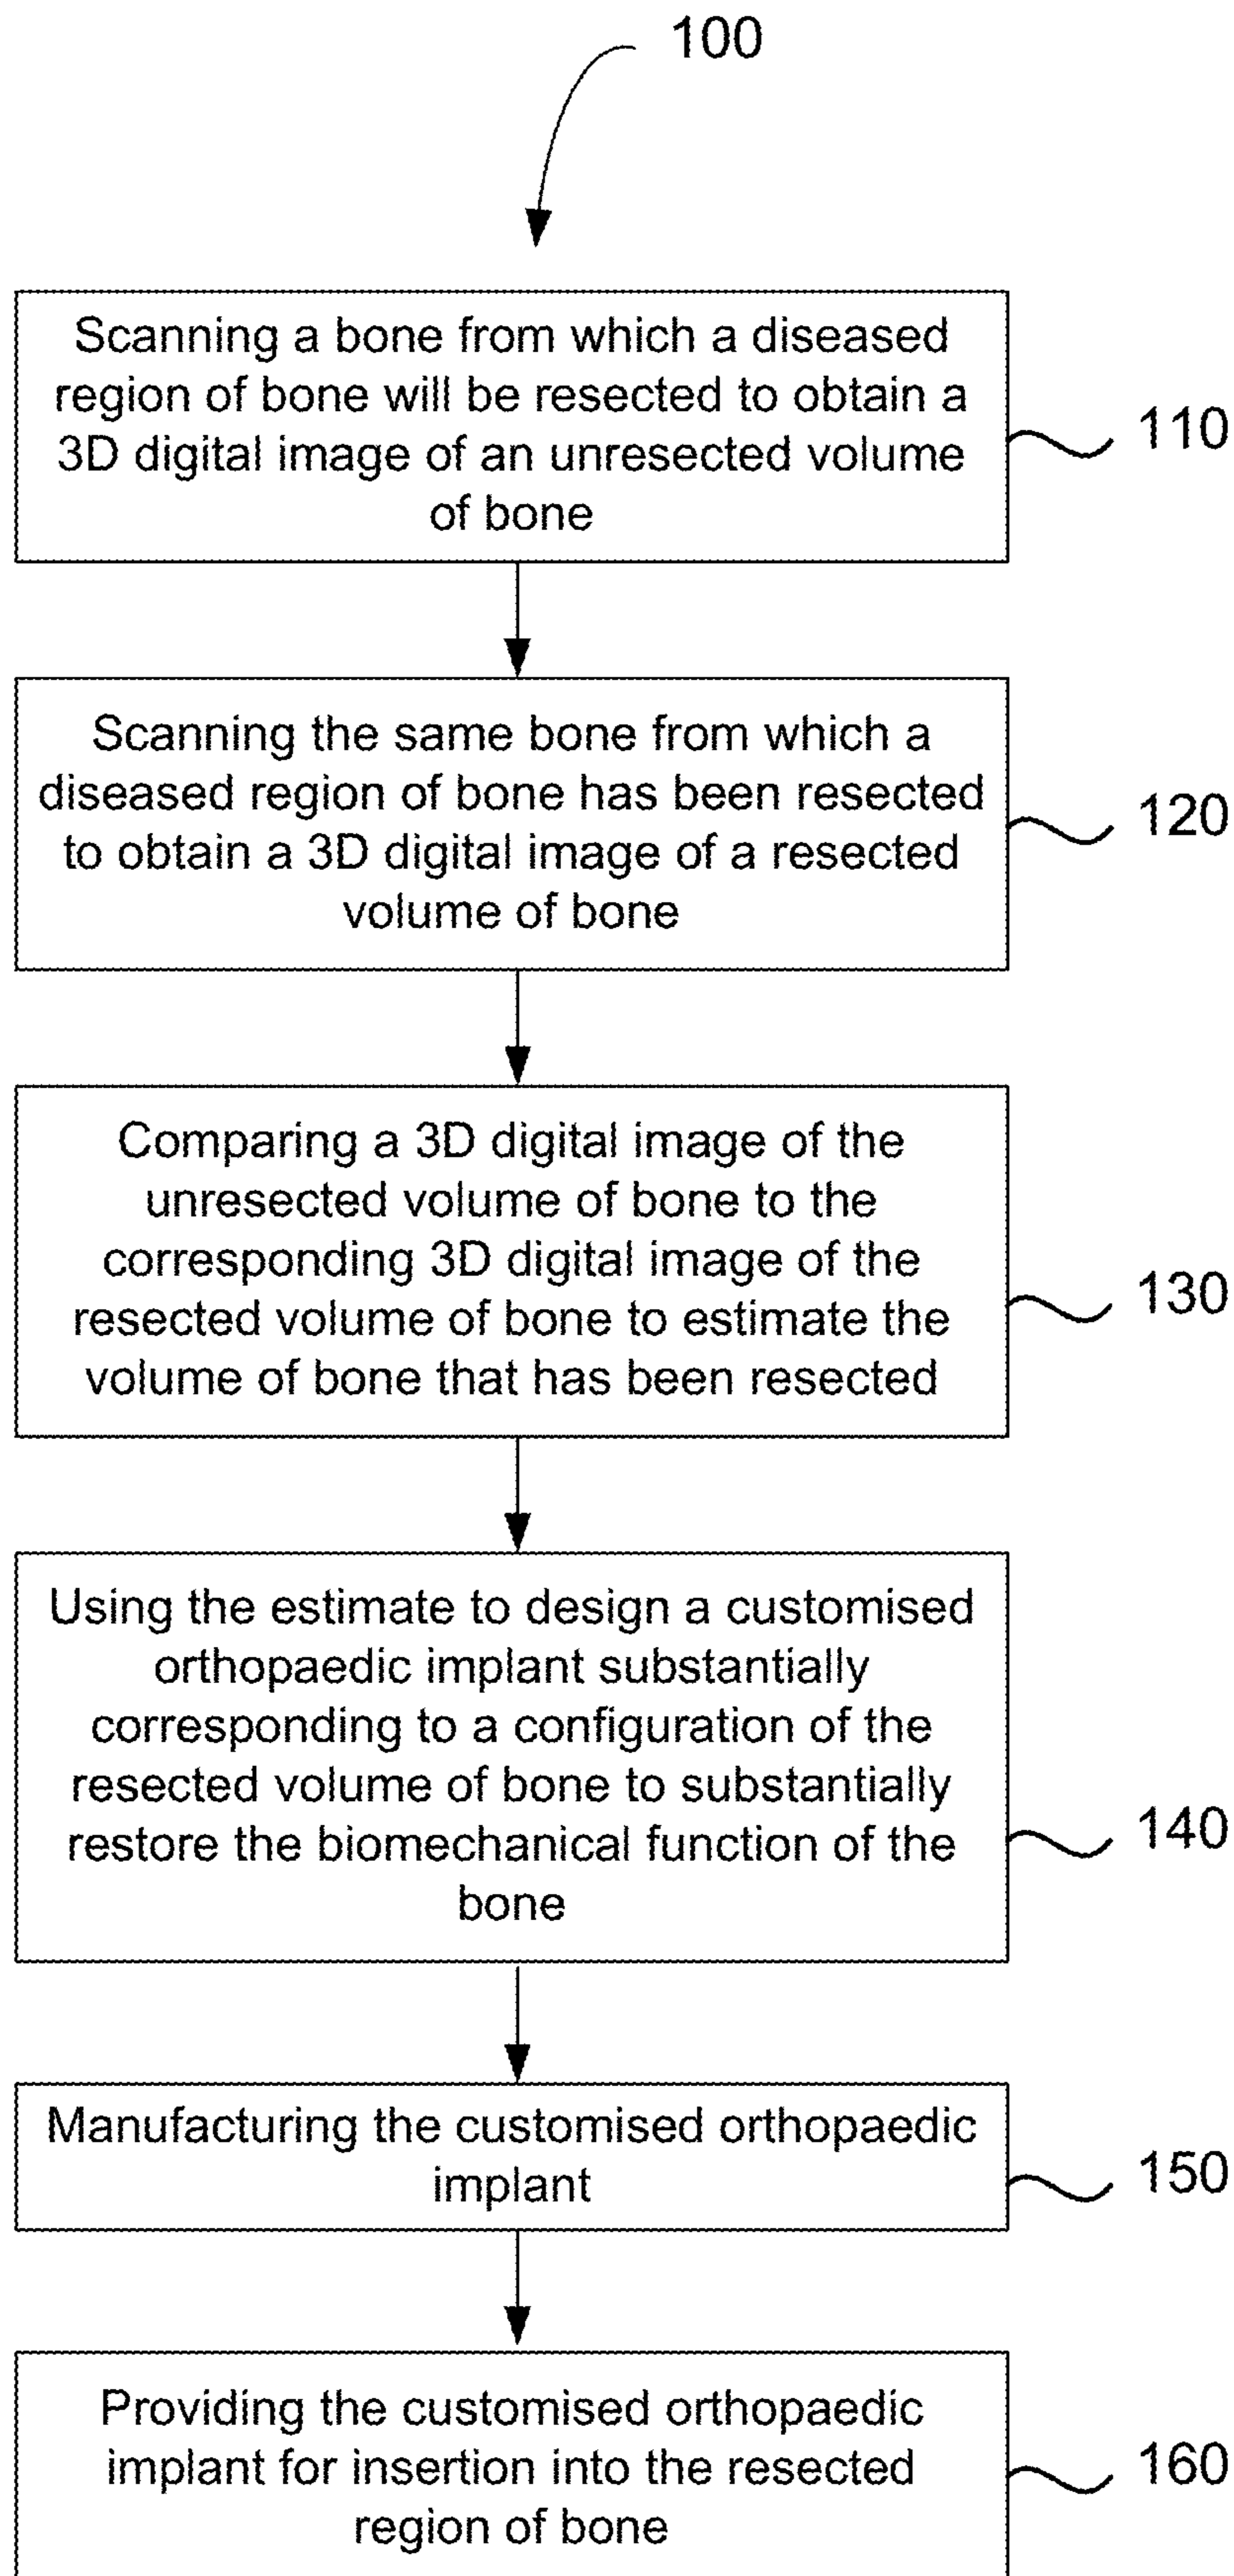 100
Scanning a bone from which a diseased
region of bone will be resected to obtain a
3D digital image of an unresected volume
of bone
110
Scanning the same bone from which a
diseased region of bone has been resected
to obtain a 3D digital image of a resected
volume of bone
120
Comparing a 3D digital image of the
unresected volume of bone to the
corresponding 3D digital image of the
resected volume of bone to estimate the
volume of bone that has been resected
130
Using the estimate to design a customised
orthopaedic implant substantially
corresponding to a configuration of the
resected volume of bone to substantially
restore the biomechanical function of the
bone
140
Manufacturing the customised orthopaedic
implant
150
Providing the customised orthopaedic
implant for insertion into the resected
region of bone
160